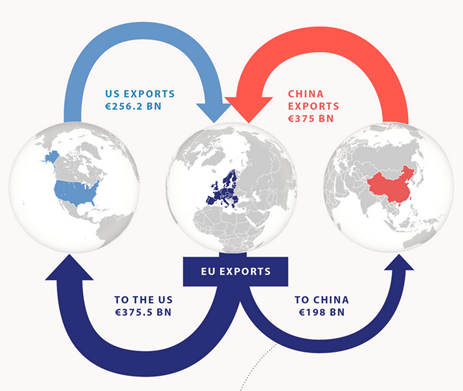 US EXPORTS
€256.2 BN
CHINA
EXPORTS
€375 BN
EU EXPORTS
TO THE US
€375.5 BN
TO CHINA
€198 BN